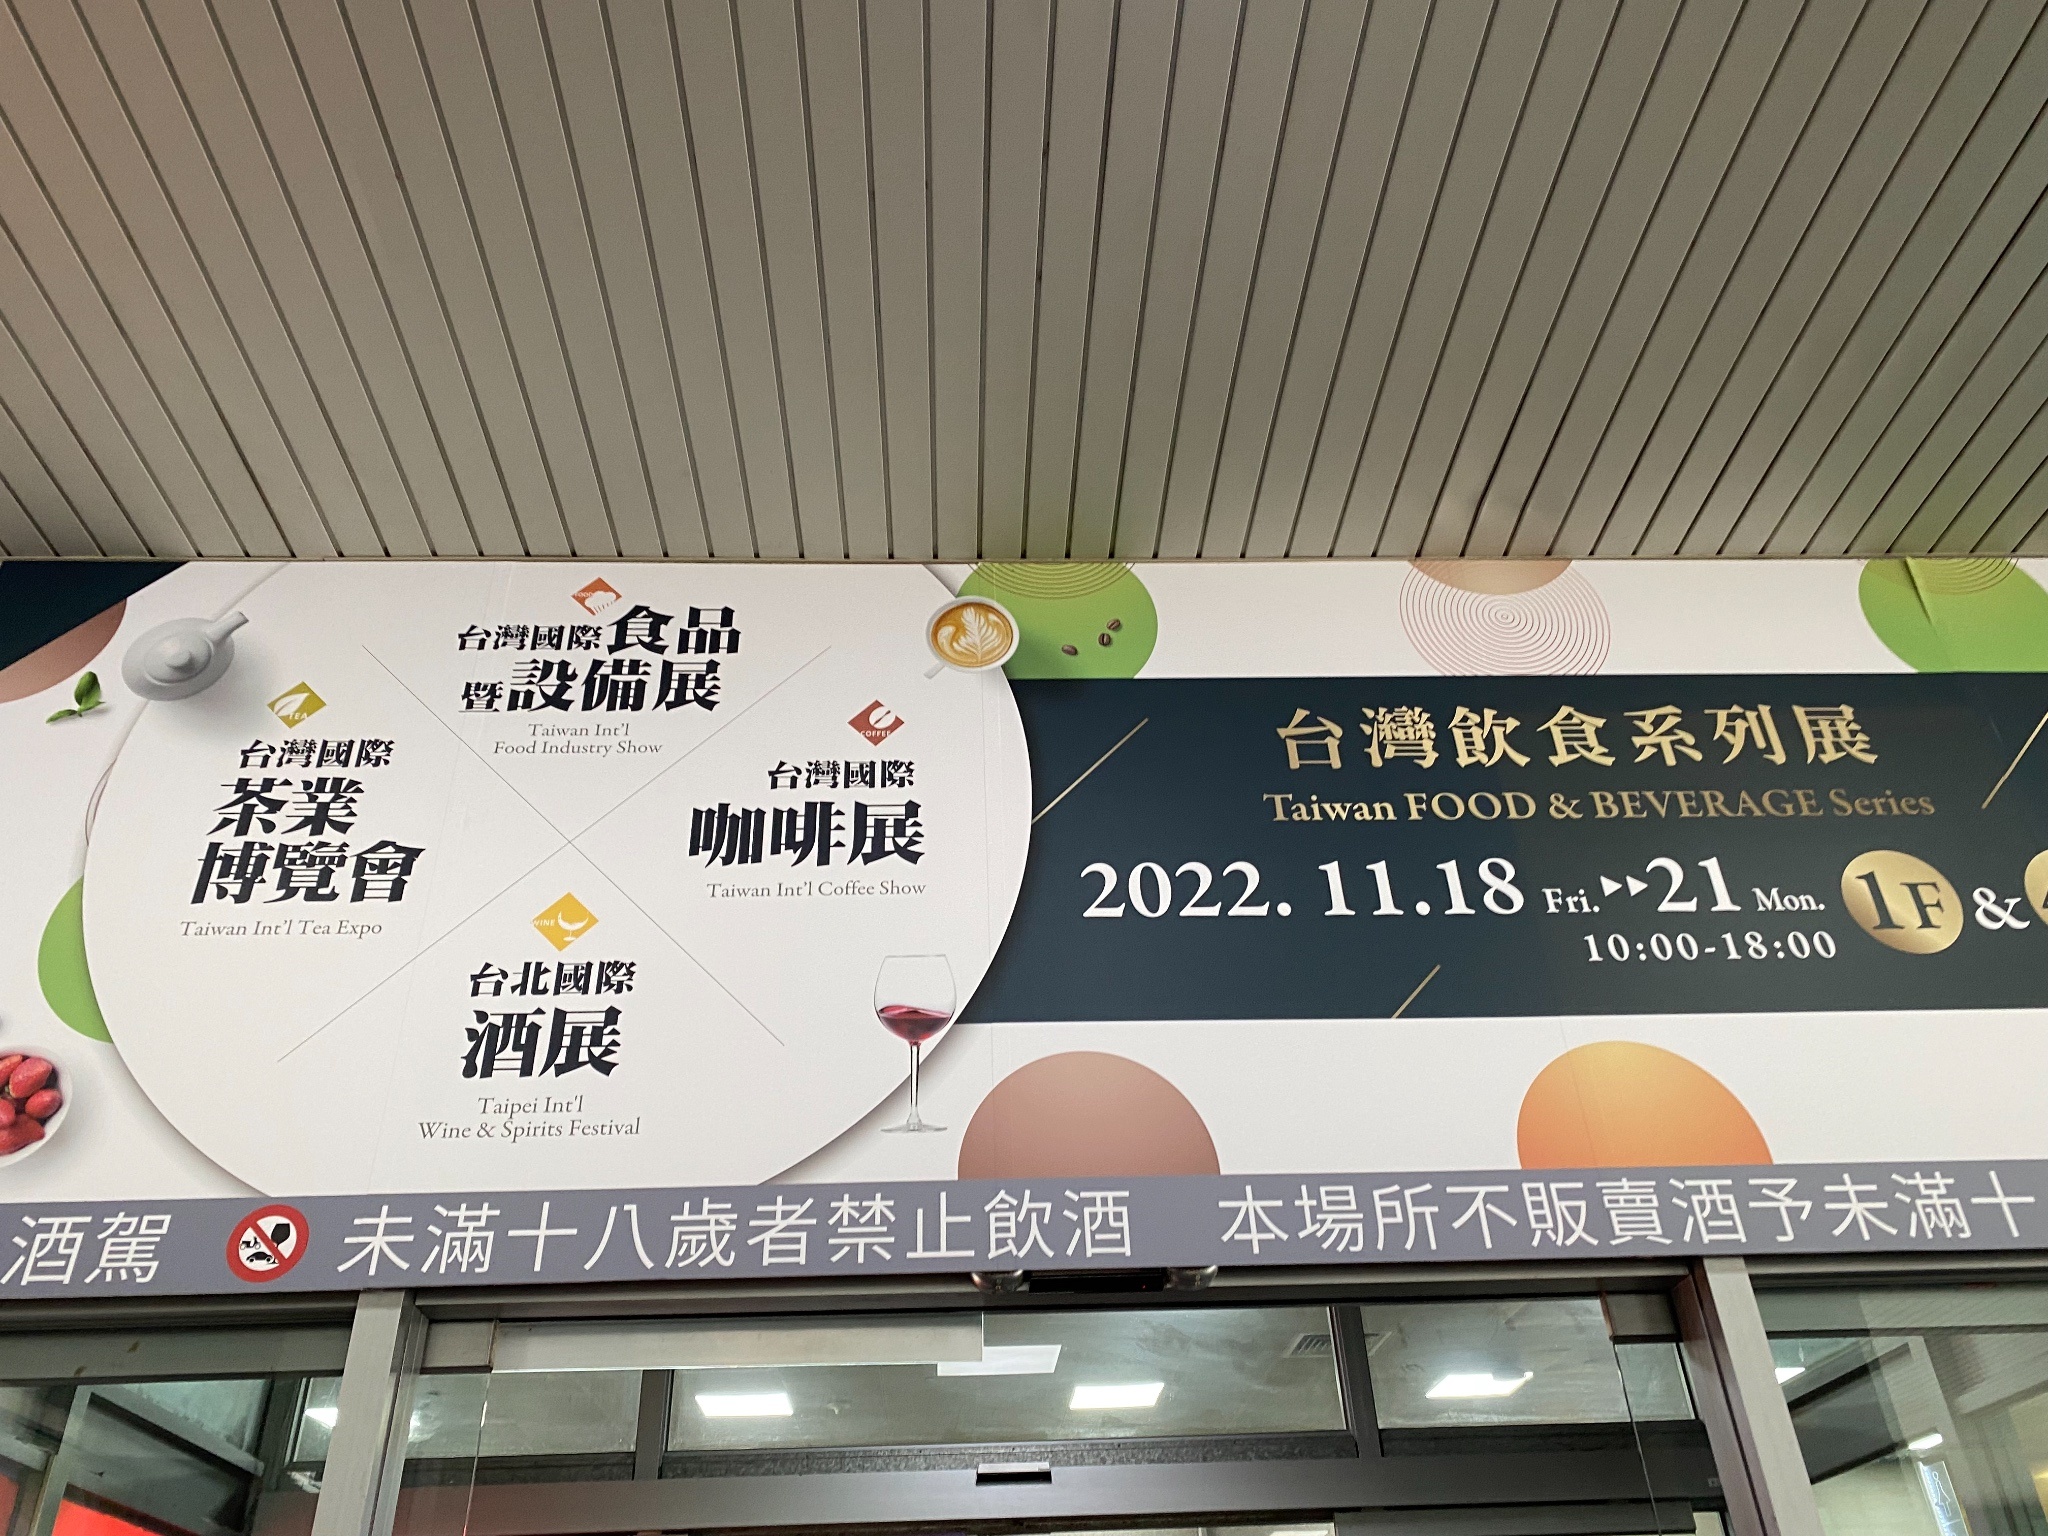 FOOD
台灣國際食品
暨設備展
Taiwan Int'l
Food Industry Show
TEA
台灣國際
茶業
博覽會
Taiwan Int'l Tea Expo
COFFEE
台灣國際
咖啡展
Taiwan Int'l Coffee Show
WINE
台北國際
酒展
Taipei Int'l
Wine & Spirits Festival
台灣飲食系列展
Taiwan FOOD & BEVERAGE Series
2022. 11.18 Fri.▸▸21 Mon. 1F &
10:00-18:00
酒駕 未滿十八歲者禁止飲酒 本場所不販賣酒予未滿十